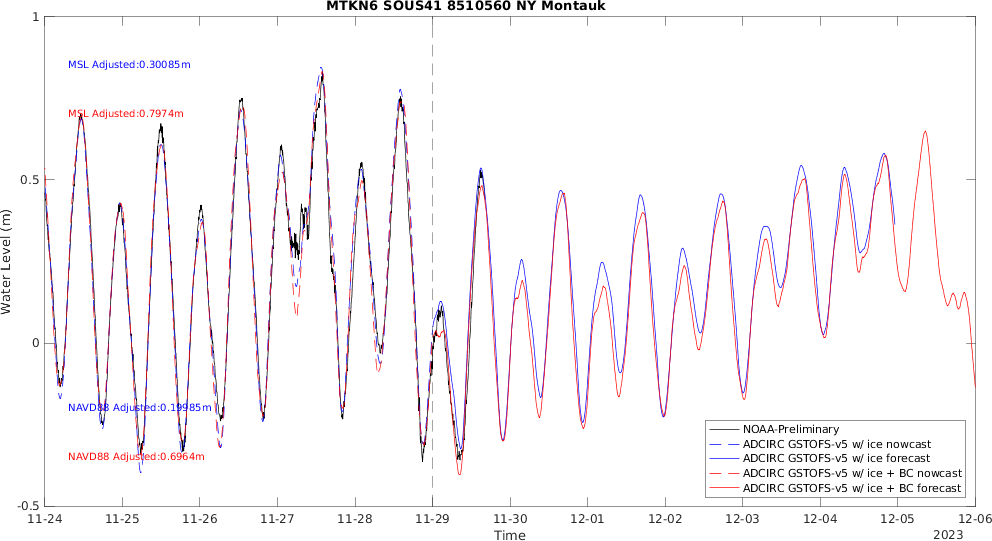 MTKN6 SOUS41 8510560 NY Montauk
1
MSL Adjusted:0.30085m
MSL Adjusted:0.7974m
0.5
Water Level (m)
0
NAVD88 Adjusted:0.19985m
NAVD88 Adjusted:0.6964m
NOAA-Preliminary
ADCIRC GSTOFS-v5 w/ ice nowcast
ADCIRC GSTOFS-v5 w/ ice forecast
ADCIRC GSTOFS-v5 w/ ice + BC nowcast
ADCIRC GSTOFS-v5 w/ ice + BC forecast
-0.5
11-24 11-25 11-26 11-27 11-28 11-29 11-30 12-01 12-02 12-03 12-04 12-05 12-06
Time
2023